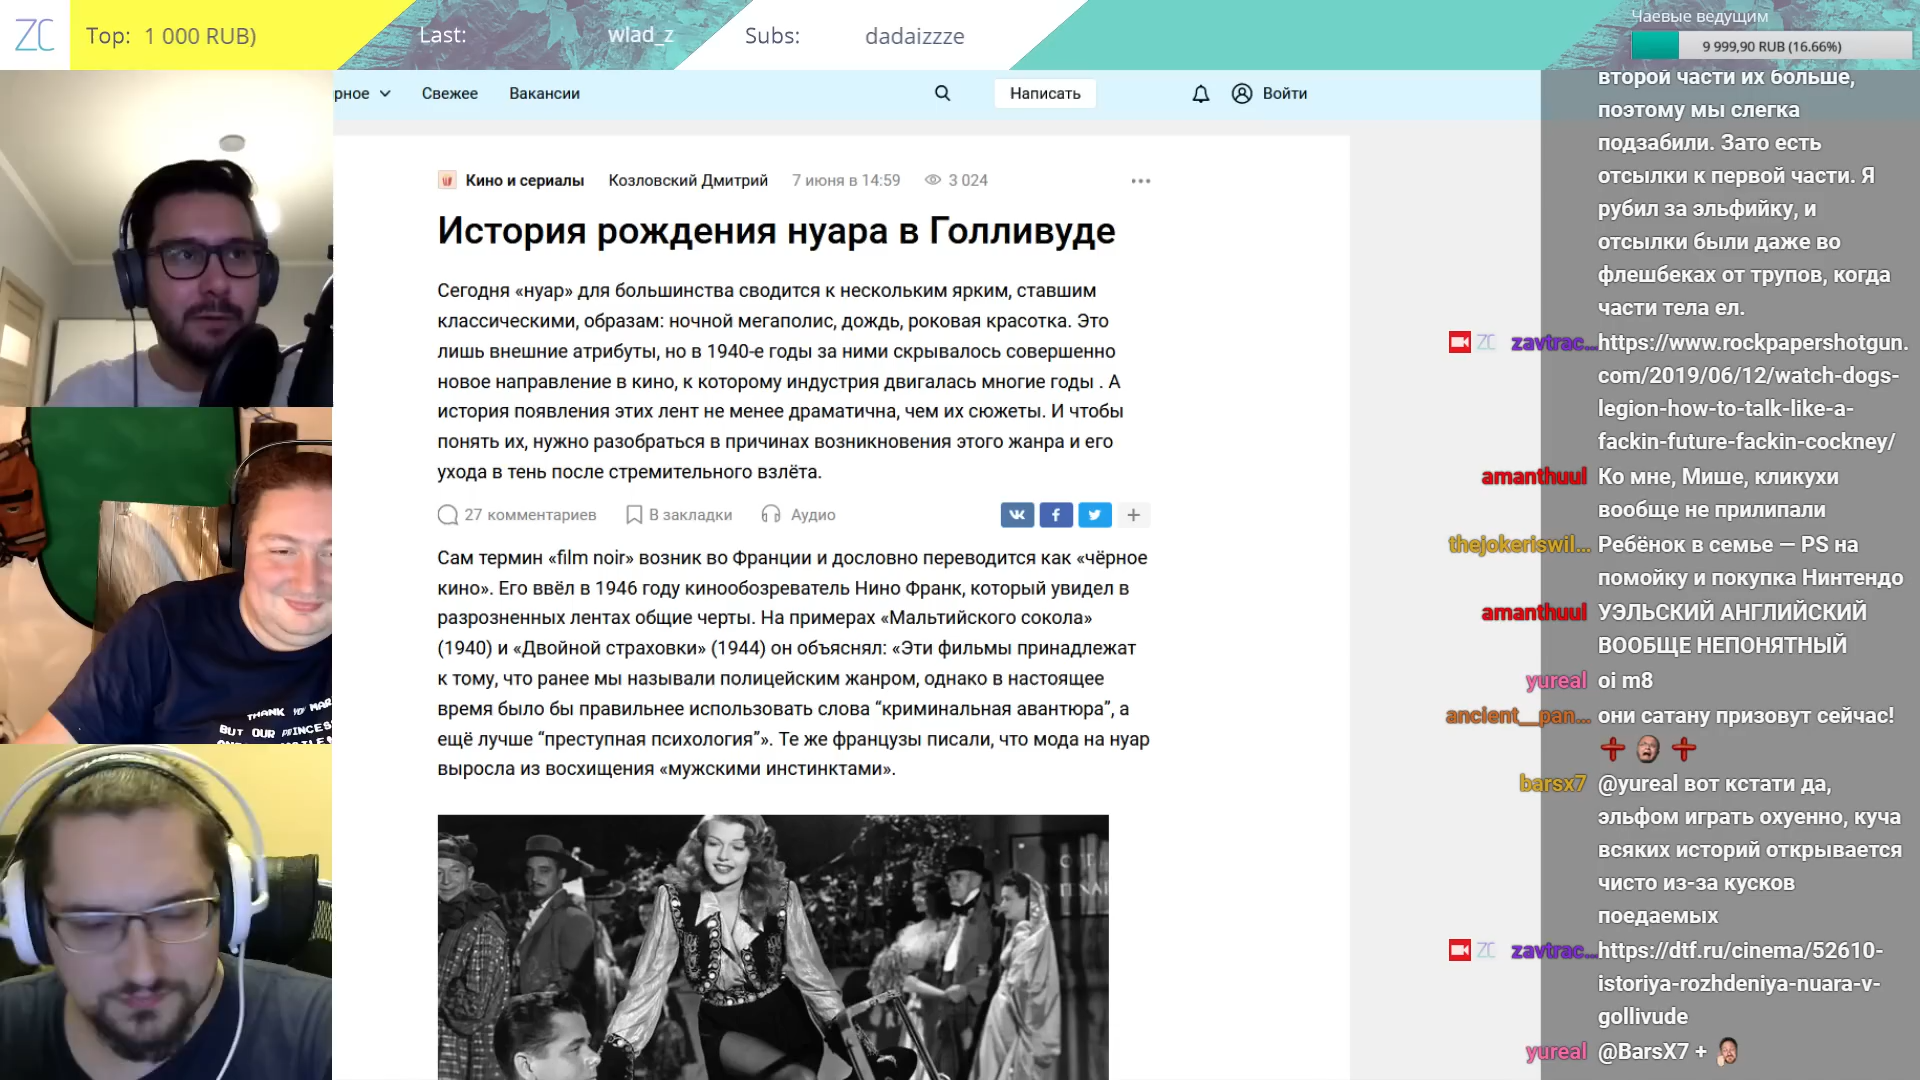 ZC
Top: 1 000 RUB)
Last: wlad_z
Subs: dadaizzze
Чаевые ведущим
9 999,90 RUB (16.66%)
рное
Свежее
Вакансии
Написать
Войти
Кино и сериалы Козловский Дмитрий 7 июня в 14:59 3 024
История рождения нуара в Голливуде
Сегодня «нуар» для большинства сводится к нескольким ярким, ставшим
классическими, образам: ночной мегаполис, дождь, роковая красотка. Это
лишь внешние атрибуты, но в 1940-е годы за ними скрывалось совершенно
новое направление в кино, к которому индустрия двигалась многие годы . А
история появления этих лент не менее драматична, чем их сюжеты. И чтобы
понять их, нужно разобраться в причинах возникновения этого жанра и его
ухода в тень после стремительного взлёта.
27 комментариев В закладки Аудио
Сам термин «film noir» возник во Франции и дословно переводится как «чёрное
кино». Его ввёл в 1946 году кинообозреватель Нино Франк, который увидел в
разрозненных лентах общие черты. На примерах «Мальтийского сокола»
(1940) и «Двойной страховки» (1944) он объяснял: «Эти фильмы принадлежат
к тому, что ранее мы называли полицейским жанром, однако в настоящее
время было бы правильнее использовать слова “криминальная авантюра”, а
ещё лучше “преступная психология”». Те же французы писали, что мода на нуар
выросла из восхищения «мужскими инстинктами».
THANK YOU MAR
BUT OUR PRINCES
второй части их больше,
поэтому мы слегка
подзабили. Зато есть
отсылки к первой части. Я
рубил за эльфийку, и
отсылки были даже во
флешбеках от трупов, когда
части тела ел.
ZC zavtrac... https://www.rockpapershotgun.
com/2019/06/12/watch-dogs-
legion-how-to-talk-like-a-
fackin-future-fackin-cockney/
amanthuul Ко мне, Мише, кликухи
вообще не прилипали
thejokeriswil... Ребёнок в семье — PS на
помойку и покупка Нинтендо
amanthuul УЭЛЬСКИЙ АНГЛИЙСКИЙ
ВООБЩЕ НЕПОНЯТНЫЙ
yureal oi m8
ancient__pan... они сатану призовут сейчас!
barsx7 @yureal вот кстати да,
эльфом играть охуенно, куча
всяких историй открывается
чисто из-за кусков
поедаемых
ZC zavtrac... https://dtf.ru/cinema/52610-
istoriya-rozhdeniya-nuara-v-
gollivude
yureal @BarsX7 +